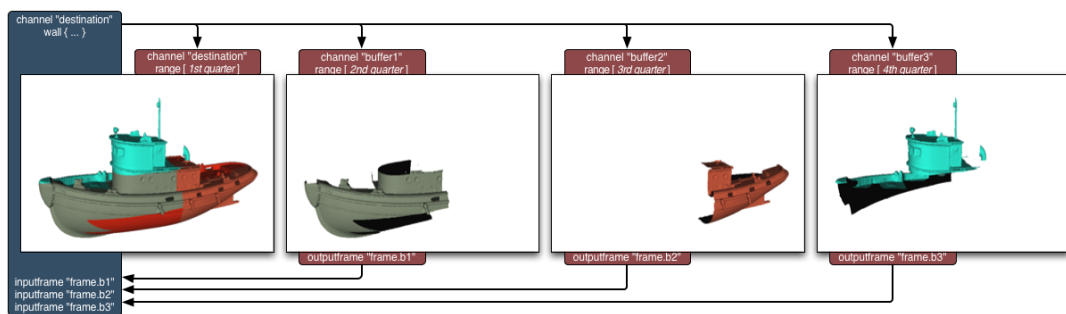 channel "destination"
wall { ... }
channel "destination"
range [ 1st quarter ]
channel "buffer1"
range [ 2nd quarter ]
channel "buffer2"
range [ 3rd quarter ]
channel "buffer3"
range [ 4th quarter ]
outputframe "frame.b1"
outputframe "frame.b2"
outputframe "frame.b3"
inputframe "frame.b1"
inputframe "frame.b2"
inputframe "frame.b3"